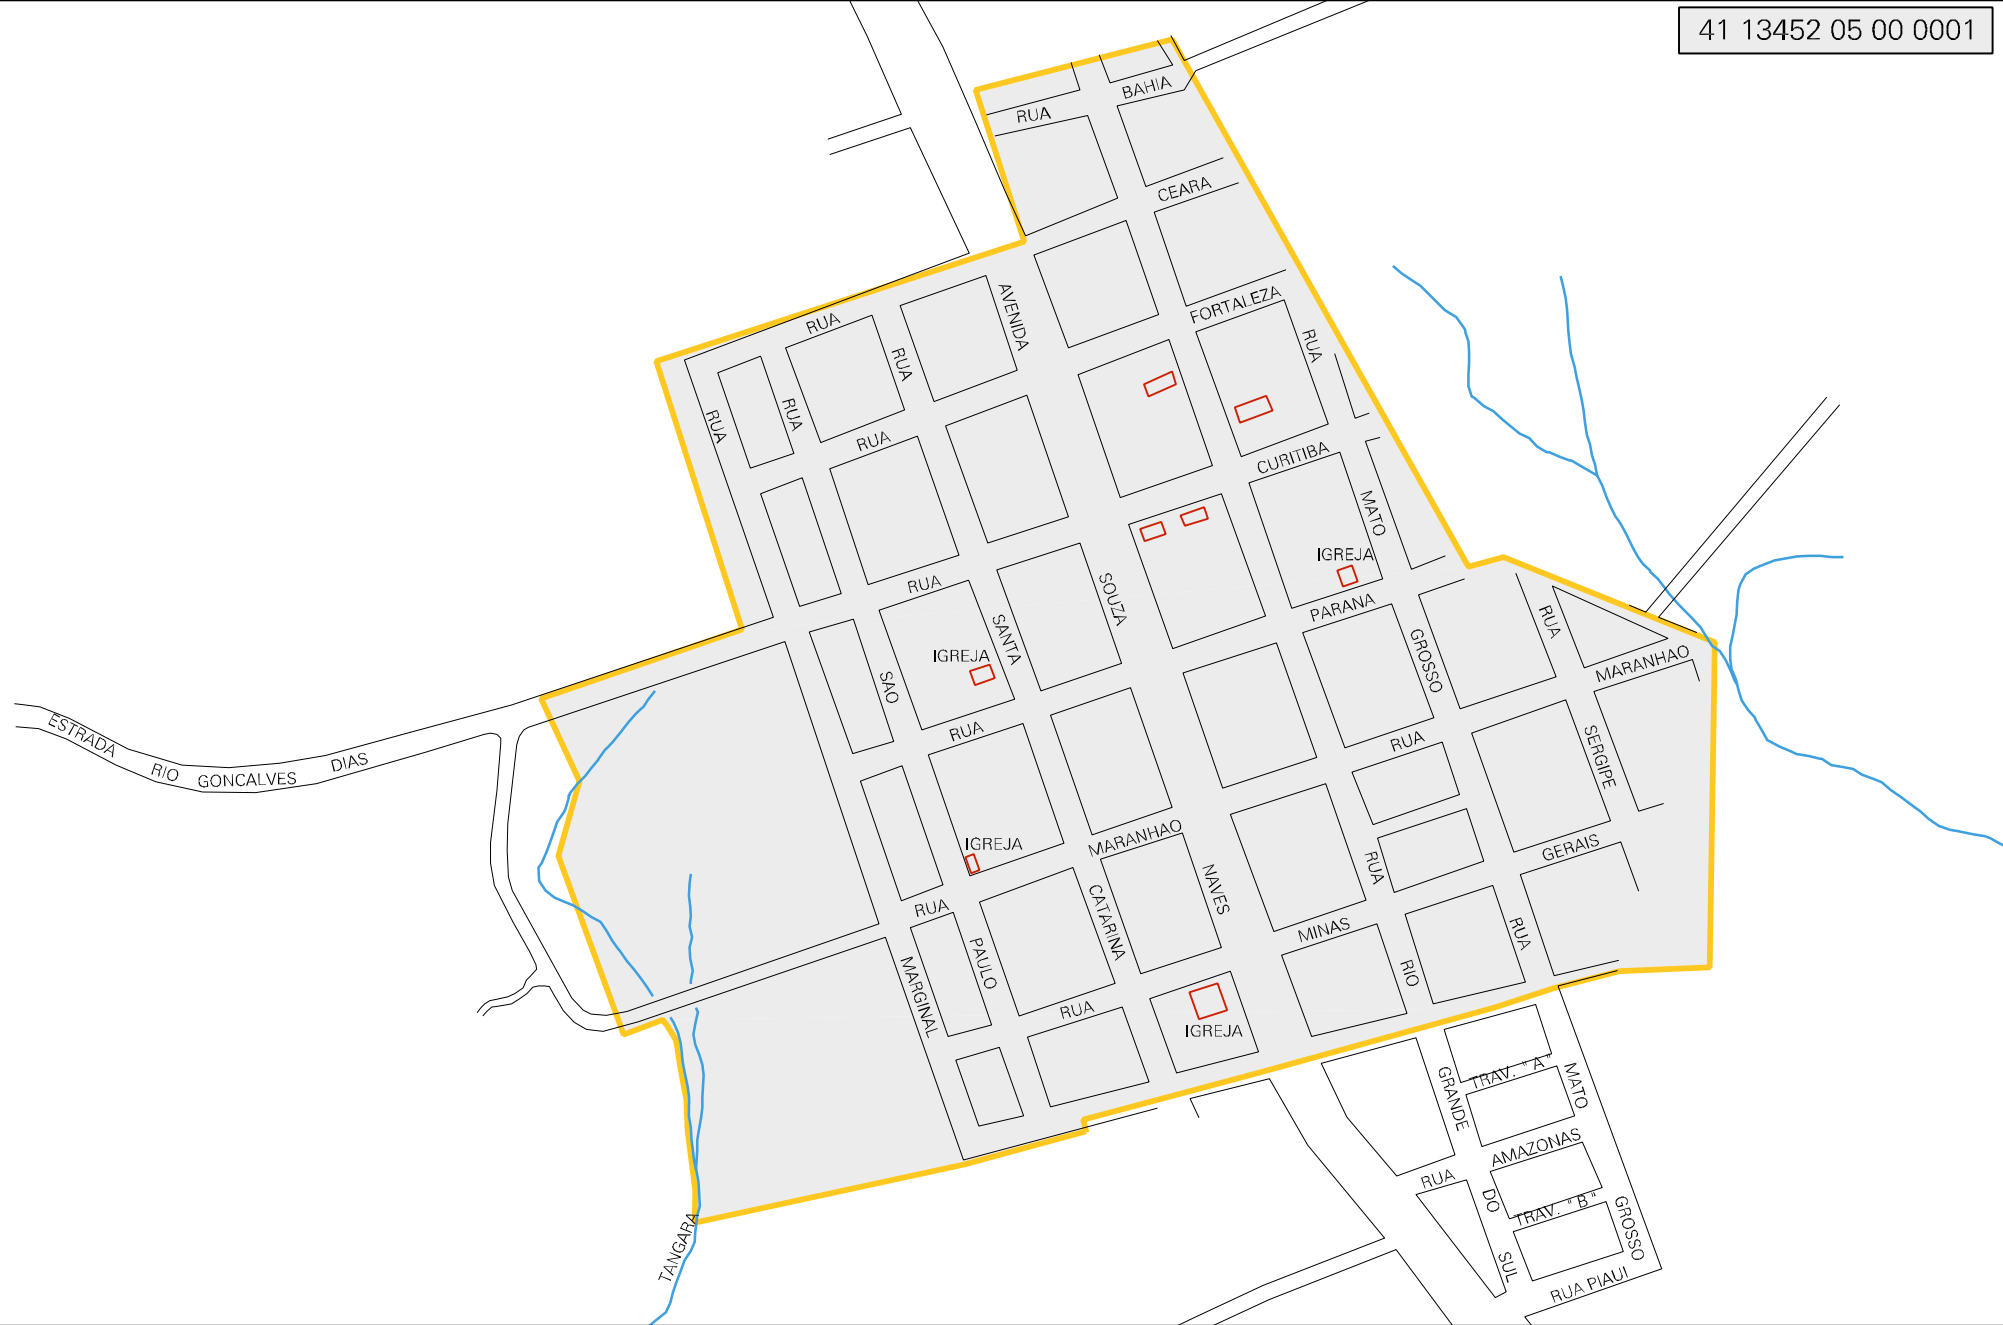 41 13452 05 00 0001
BAHIA
RUA
CEARA
AVENIDA
FORTALEZA
RUA
RUA
RUA
RUA
RUA
RUA
RUA
CURITIBA
MATO
IGREJA
RUA
SOUZA
PARANA
RUA
SANTA
IGREJA
GROSSO
MARANHAO
SAO
RUA
RUA
SERGIPE
ESTRADA
RIO
GONCALVES
DIAS
MARANHAO
IGREJA
GERAIS
RUA
NAVES
RUA
CATARINA
MINAS
RUA
PAULO
RIO
MARGINAL
RUA
IGREJA
TRAV. "A"
GRANDE
MATO
AMAZONAS
RUA
DO
TRAV. "B"
GROSSO
TANGARA
SUL
RUA PIAUI